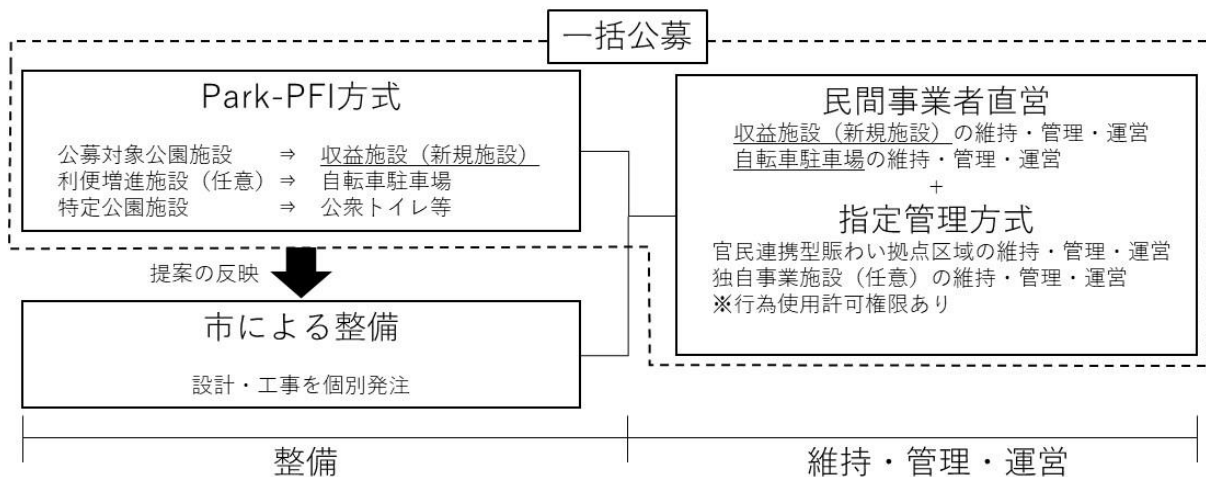 一括公募
Park-PFI方式
公募対象公園施設 ⇒ 収益施設（新規施設）
利便増進施設（任意）⇒ 自転車駐車場
特定公園施設 ⇒ 公衆トイレ等
提案の反映
市による整備
設計・工事を個別発注
民間事業者直営
収益施設（新規施設）の維持・管理・運営
自転車駐車場の維持・管理・運営
+
指定管理方式
官民連携型賑わい拠点区域の維持・管理・運営
独自事業施設（任意）の維持・管理・運営
※行為使用許可権限あり
整備
維持・管理・運営